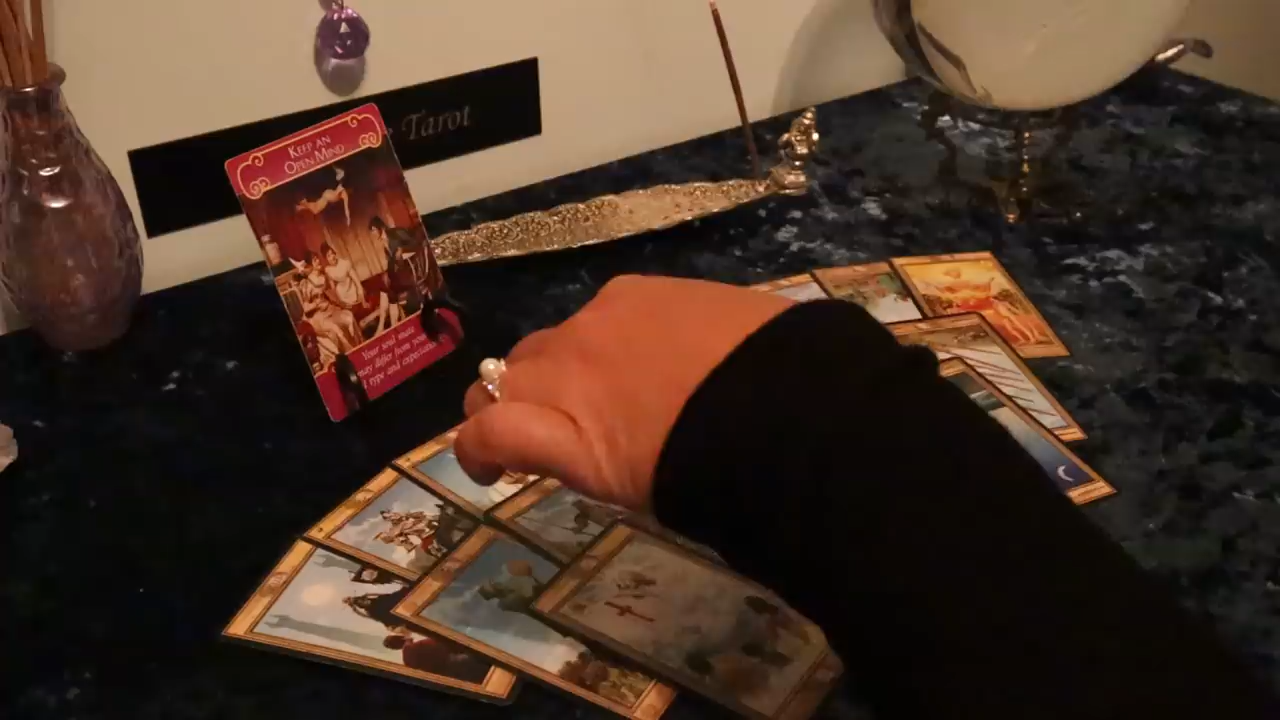 Tarot
KEEP AN
OPEN MIND
Your soul mate
may differ from your
type and expectations